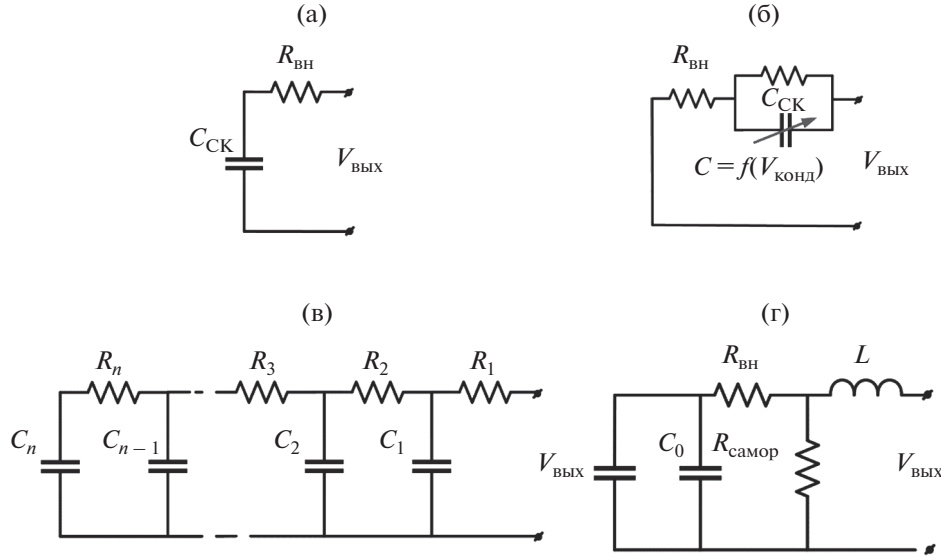 (а)
R_вн
C_СК
V_вых
(б)
R_вн
C_СК
C = f(V_конд)
V_вых
(в)
R_n
R_3
R_2
R_1
C_n
C_{n – 1}
C_2
C_1
V_вых
(г)
R_вн
L
C_0
R_самор
V_вых